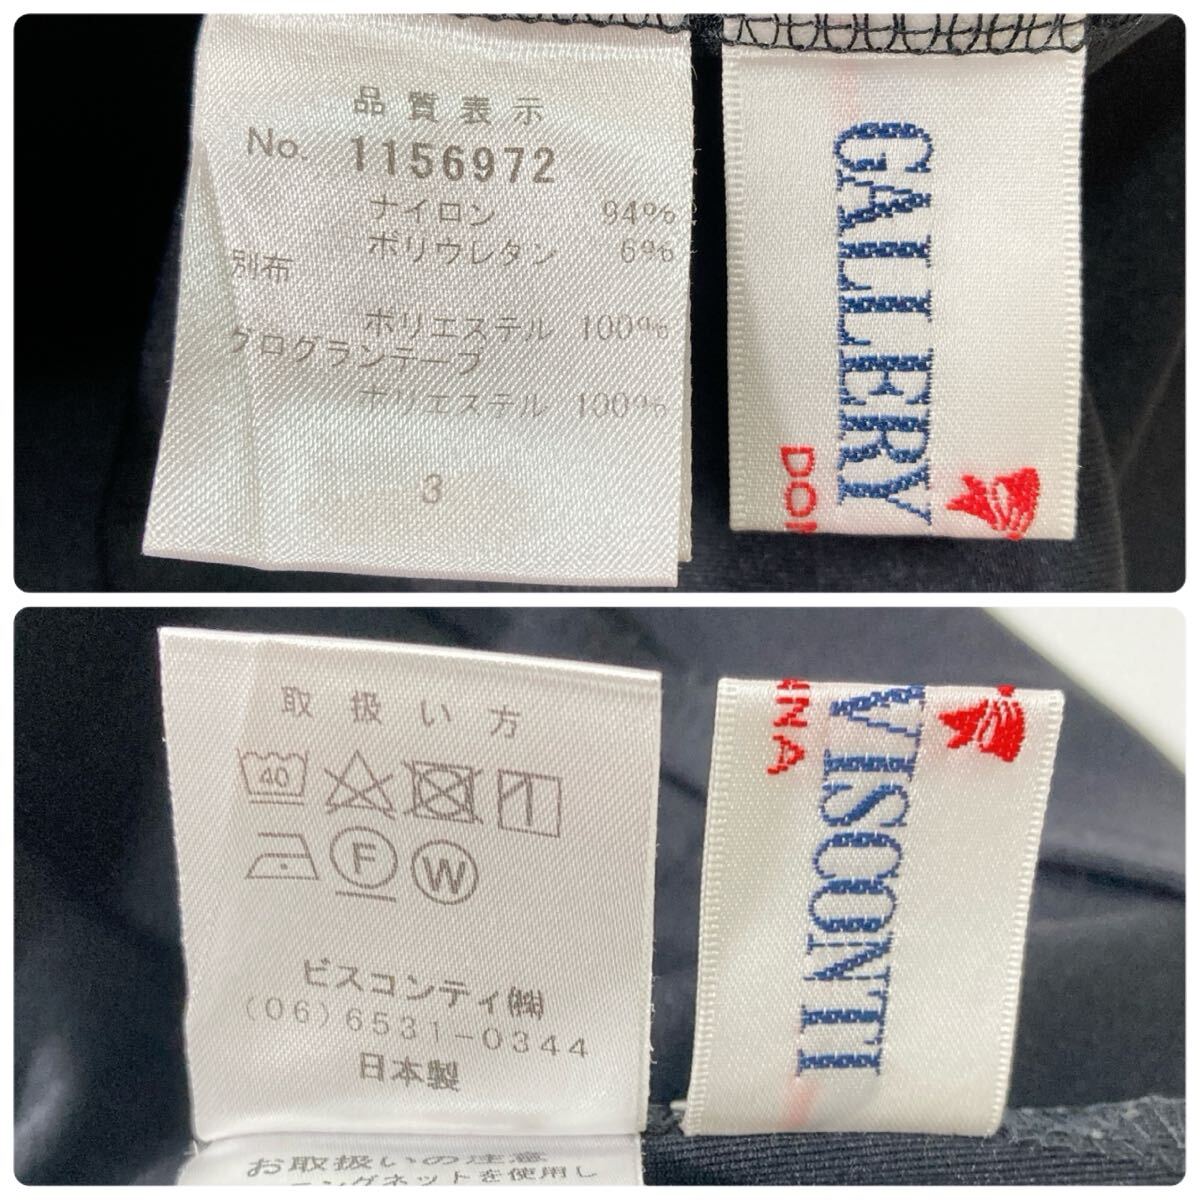 品質表示
No. 1156972
ナイロン 94%
ポリウレタン 6%
別布
ポリエステル 100%
グログランテープ
ポリエステル 100%
3
GALLERY
取扱い方
40
F W
ビスコンティ㈱
(06)6531-0344
日本製
お取扱いの注意
VISCONTI